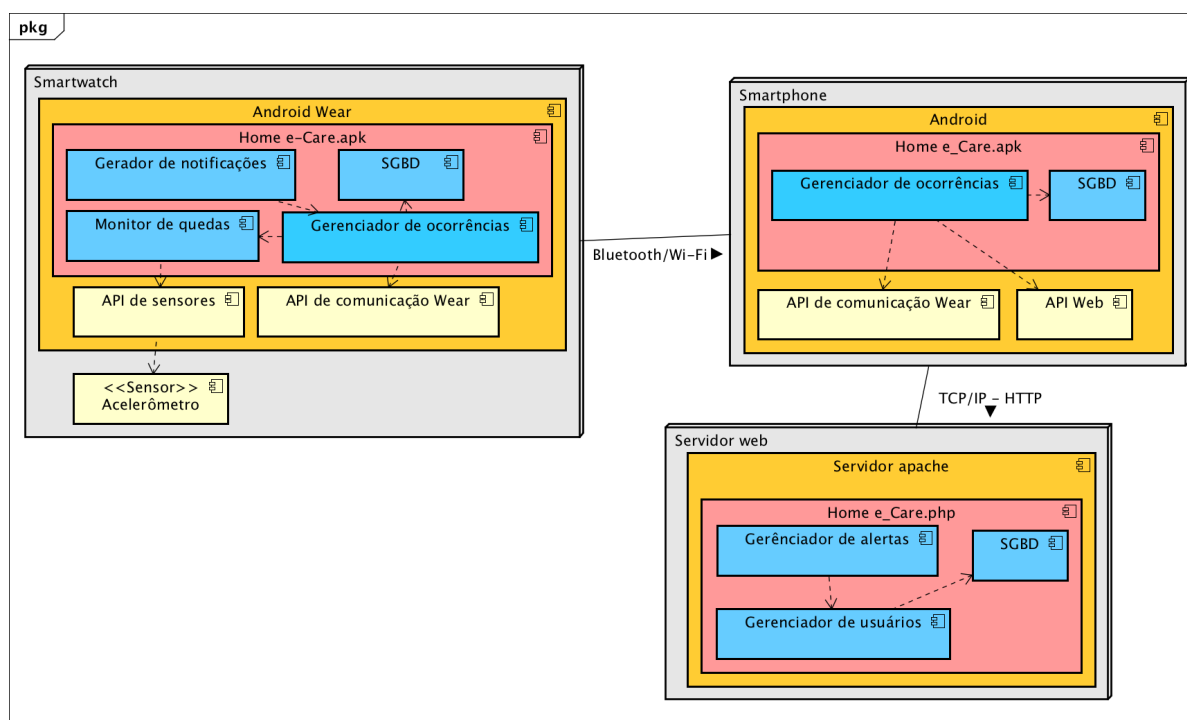 pkg
Smartwatch
Android Wear
Home e-Care.apk
Gerador de notificações
SGBD
Monitor de quedas
Gerenciador de ocorrências
API de sensores
API de comunicação Wear
<<Sensor>>
Acelerômetro
Bluetooth/Wi-Fi
Smartphone
Android
Home e_Care.apk
Gerenciador de ocorrências
SGBD
API de comunicação Wear
API Web
TCP/IP - HTTP
Servidor web
Servidor apache
Home e_Care.php
Gerênciador de alertas
SGBD
Gerenciador de usuários